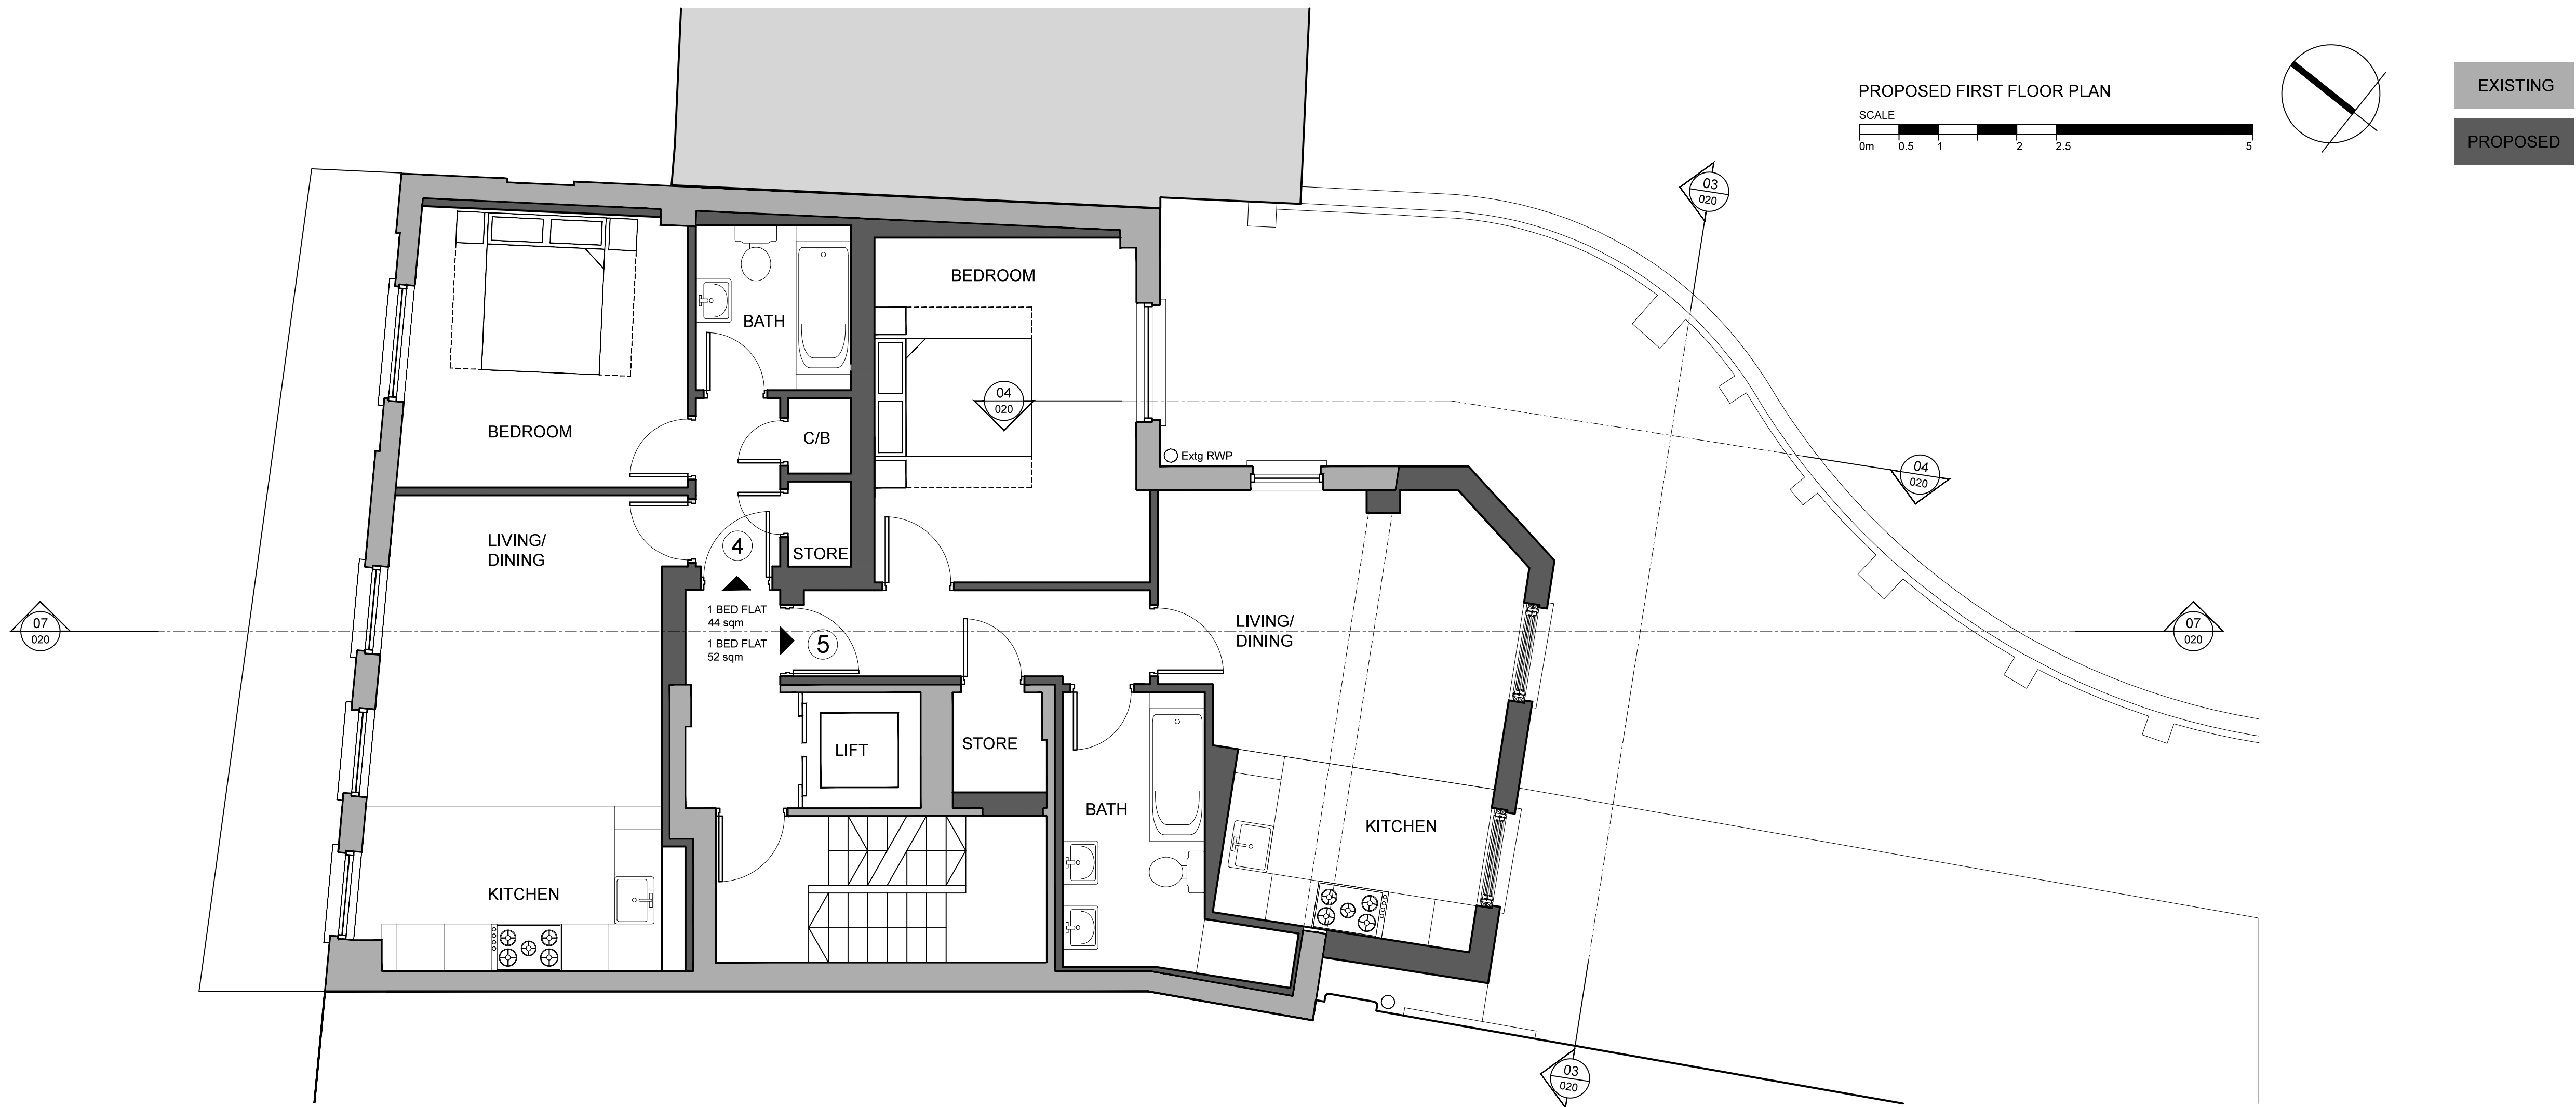 PROPOSED FIRST FLOOR PLAN
SCALE
0m 0.5 1 2 2.5 5
EXISTING
PROPOSED
03
020
BEDROOM
BATH
BEDROOM
04
020
C/B
BEDROOM
Extg RWP
04
020
LIVING/
DINING
4
STORE
1 BED FLAT
44 sqm
1 BED FLAT
52 sqm
5
LIVING/
DINING
07
020
07
020
LIFT
STORE
BATH
KITCHEN
KITCHEN
03
020